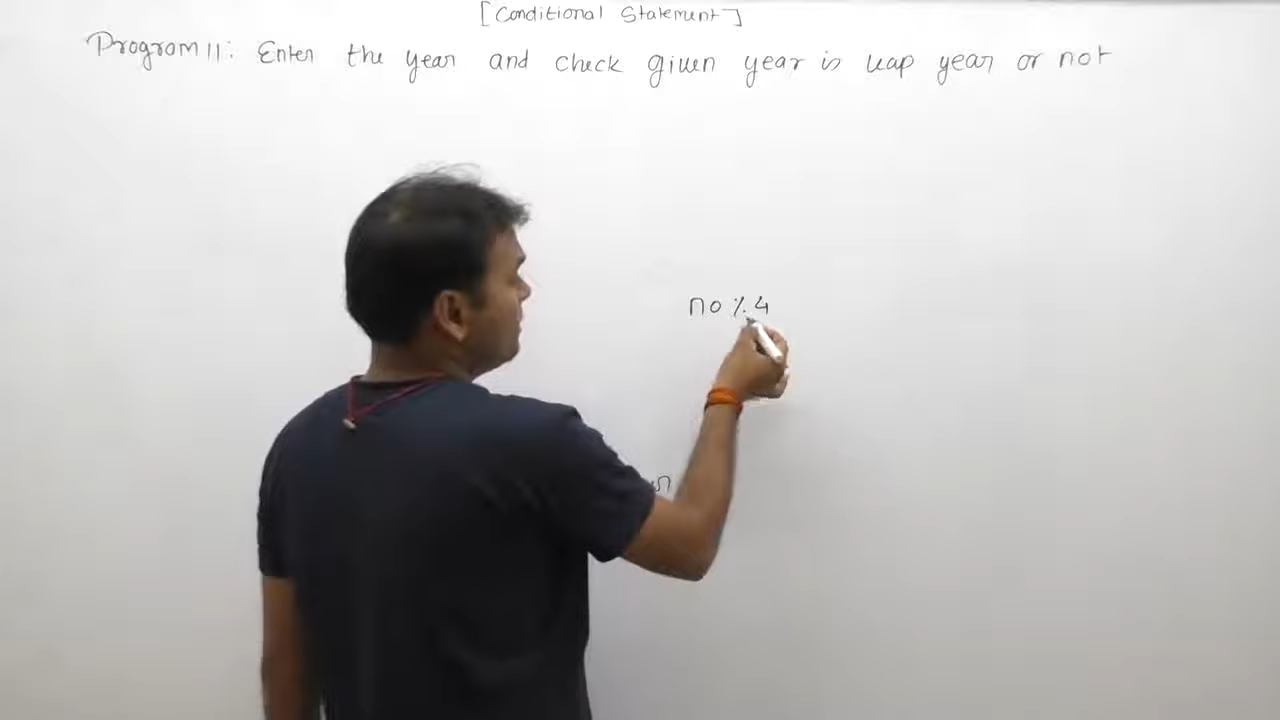 [Conditional Statement]
Program 11: Enter the year and check given year is leap year or not
no % 4